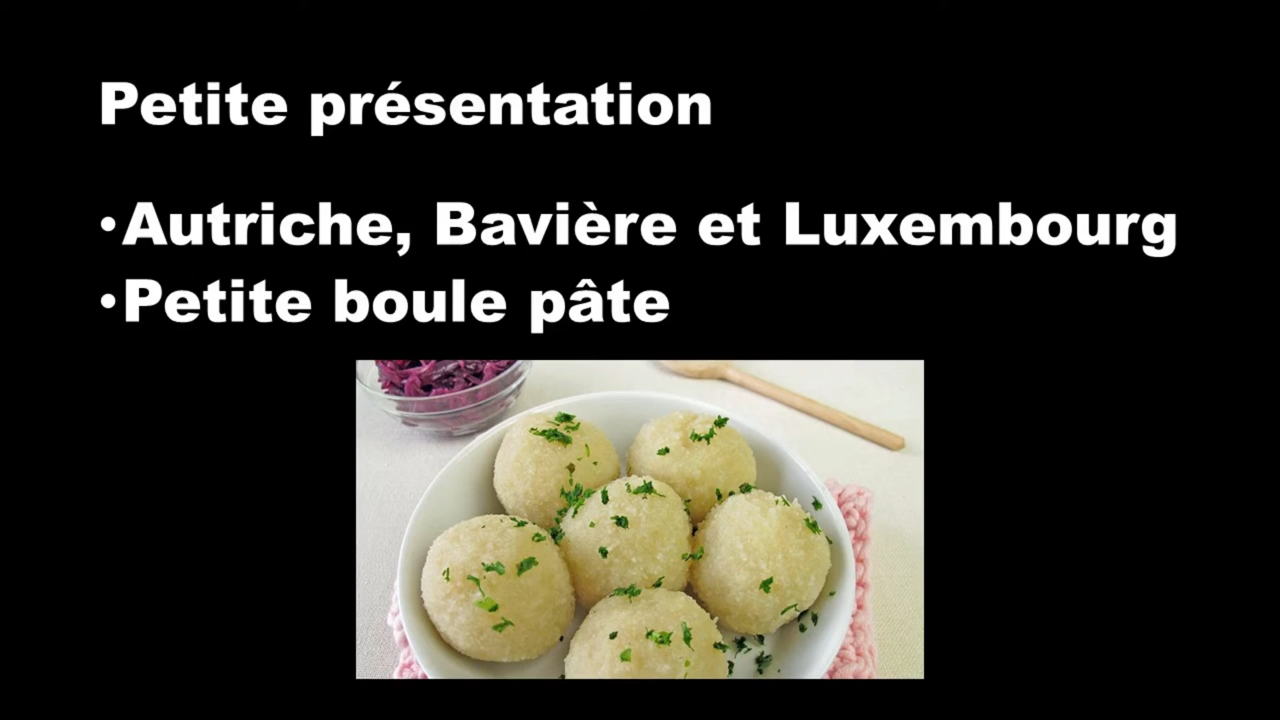 Petite présentation
•Autriche, Bavière et Luxembourg
•Petite boule pâte